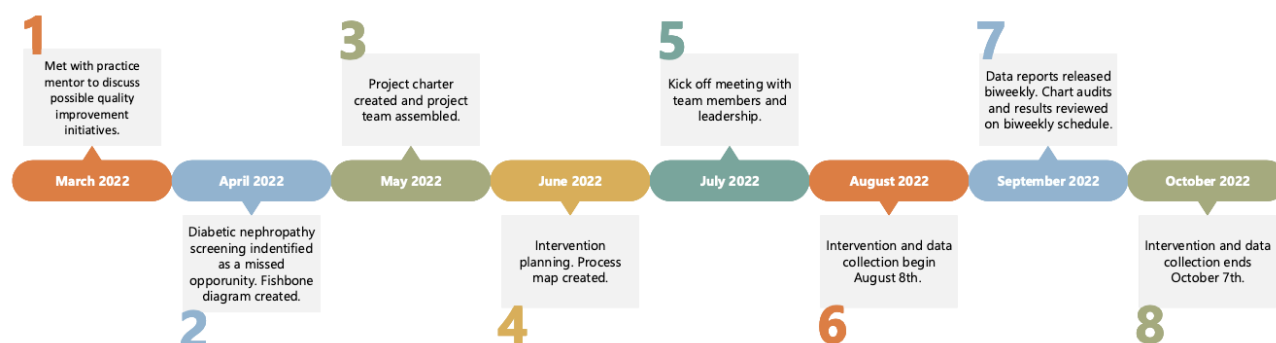 1
Met with practice
mentor to discuss
possible quality
improvement
initiatives.
March 2022
2
Diabetic nephropathy
screening indentified
as a missed
opporunity. Fishbone
diagram created.
April 2022
3
Project charter
created and project
team assembled.
May 2022
4
Intervention
planning. Process
map created.
June 2022
5
Kick off meeting with
team members and
leadership.
July 2022
6
Intervention and data
collection begin
August 8th.
August 2022
7
Data reports released
biweekly. Chart audits
and results reviewed
on biweekly schedule.
September 2022
8
Intervention and data
collection ends
October 7th.
October 2022